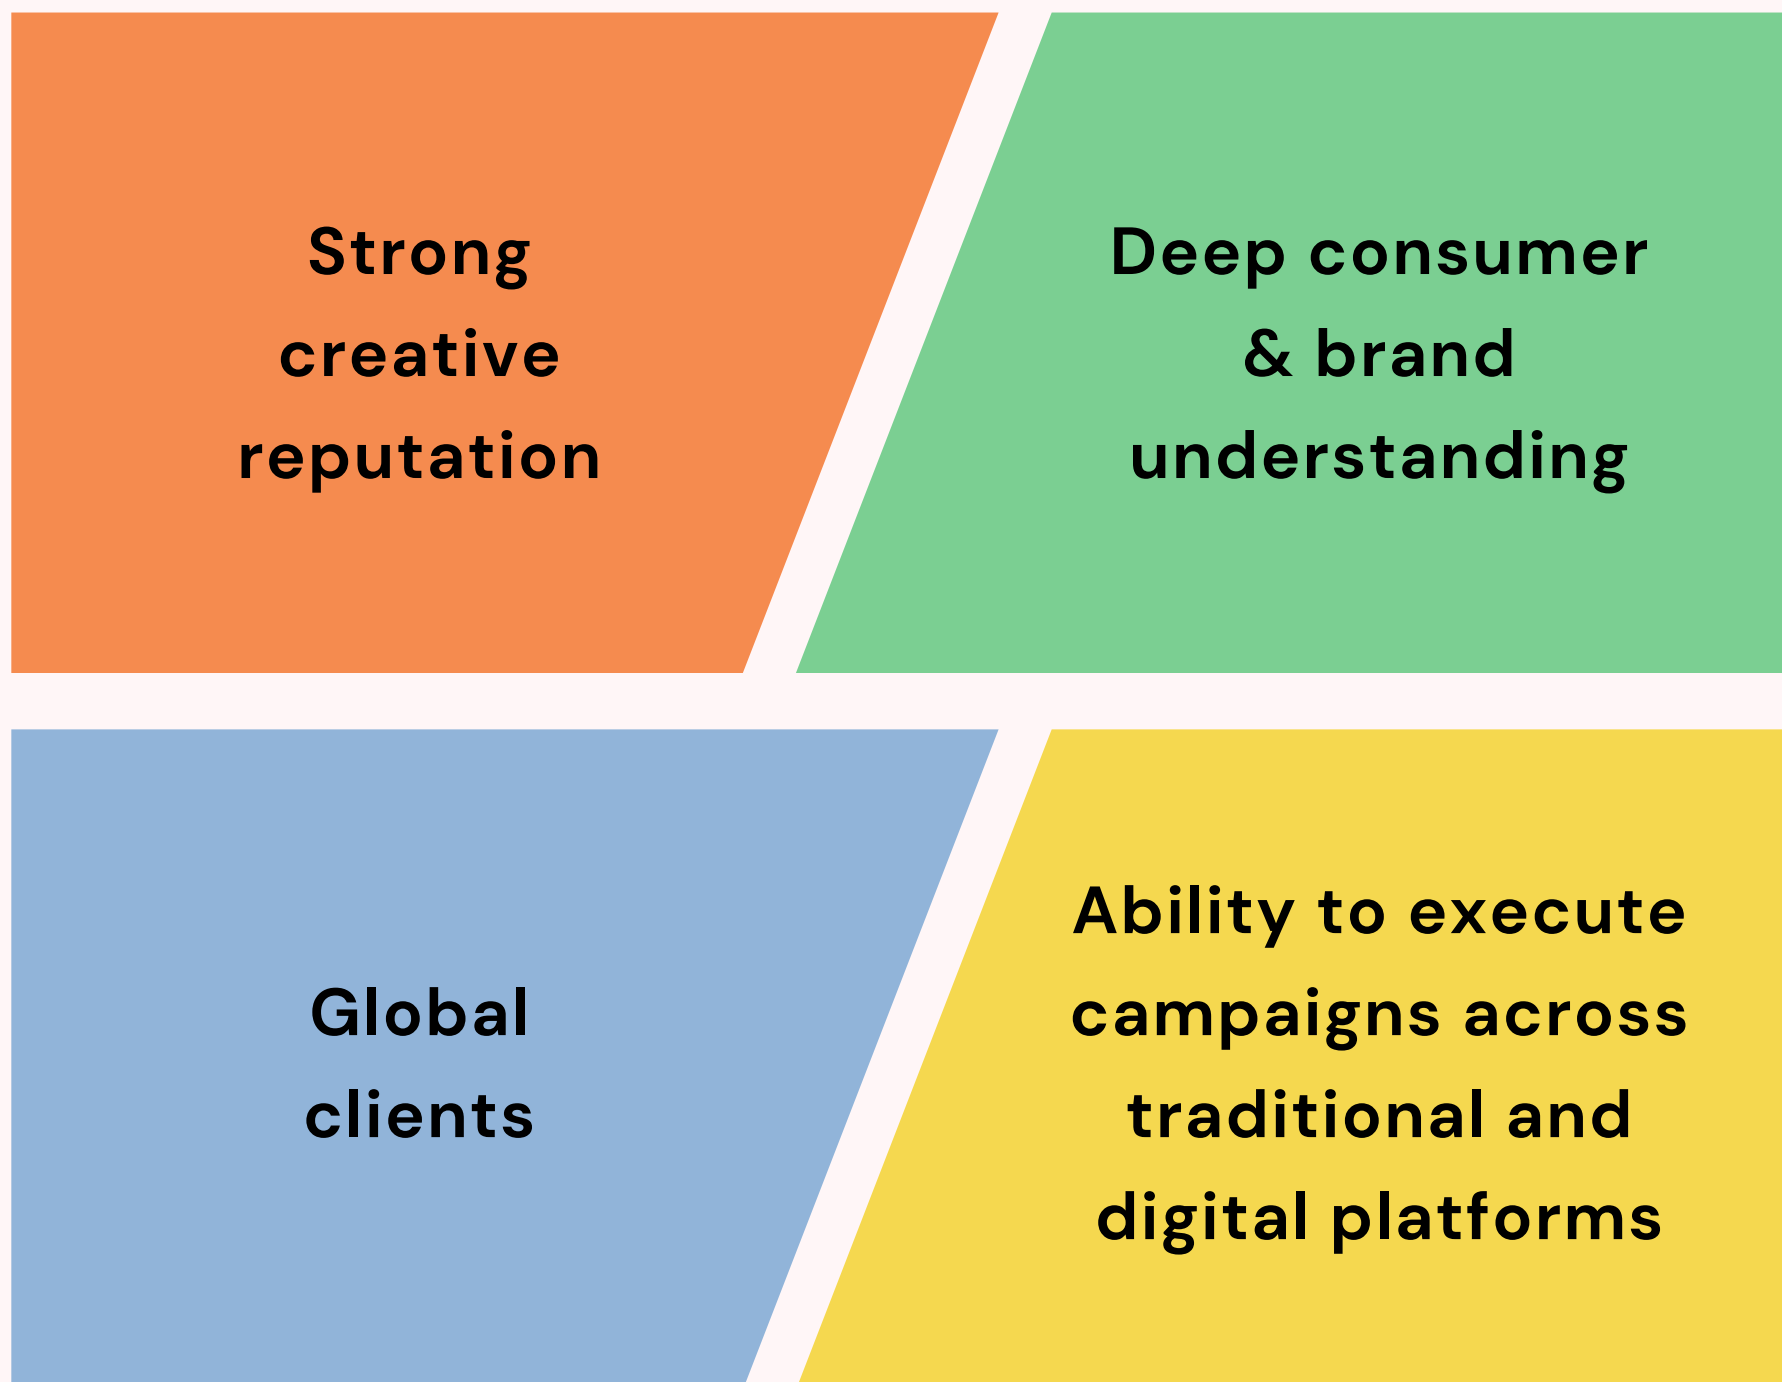 Strong
creative
reputation
Deep consumer
& brand
understanding
Global
clients
Ability to execute
campaigns across
traditional and
digital platforms